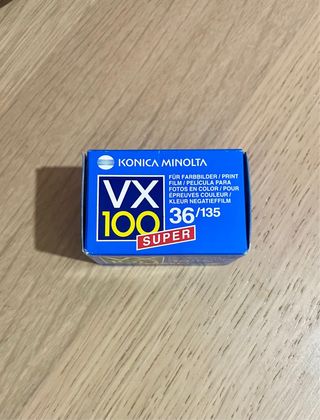 KONICA MINOLTA
VX
100
SUPER
FÜR FARBBILDER / PRINT
FILM / PELÍCULA PARA
FOTOS EN COLOR / POUR
ÉPREUVES COULEUR /
KLEUR NEGATIEFFILM
36/135